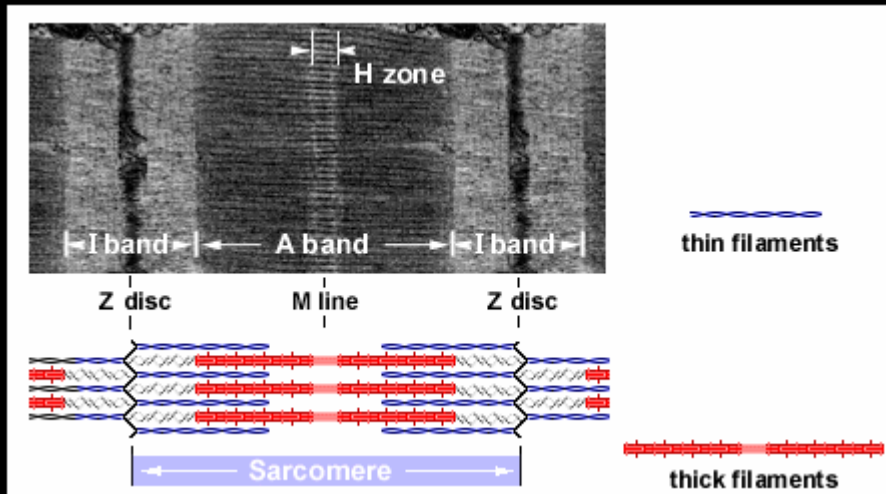 H zone
I band A band I band
thin filaments
Z disc M line Z disc
Sarcomere
thick filaments